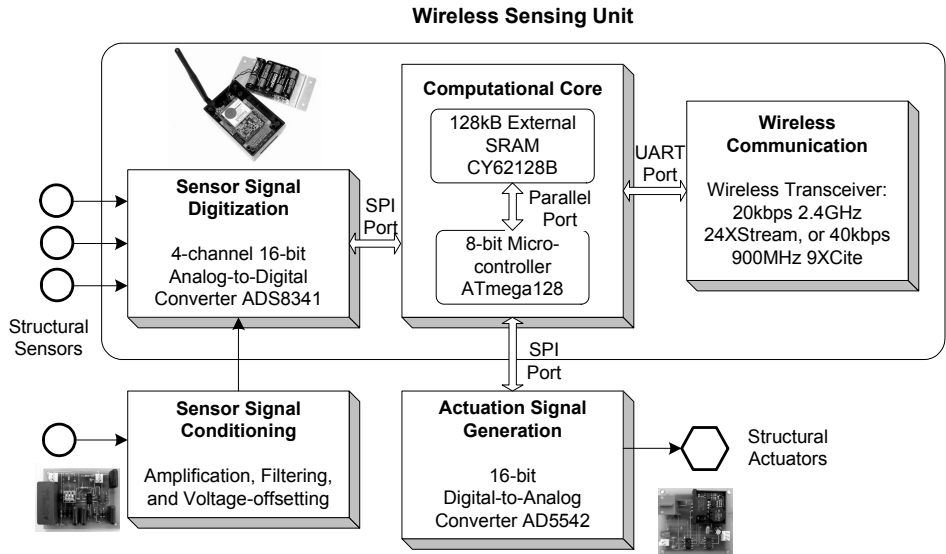 Wireless Sensing Unit
Computational Core
128kB External
SRAM
CY62128B
Parallel
Port
8-bit Micro-
controller
ATmega128
UART
Port
Wireless
Communication
Wireless Transceiver:
20kbps 2.4GHz
24XStream, or 40kbps
900MHz 9XCite
Sensor Signal
Digitization
4-channel 16-bit
Analog-to-Digital
Converter ADS8341
SPI
Port
Structural
Sensors
SPI
Port
Sensor Signal
Conditioning
Amplification, Filtering,
and Voltage-offsetting
Actuation Signal
Generation
16-bit
Digital-to-Analog
Converter AD5542
Structural
Actuators